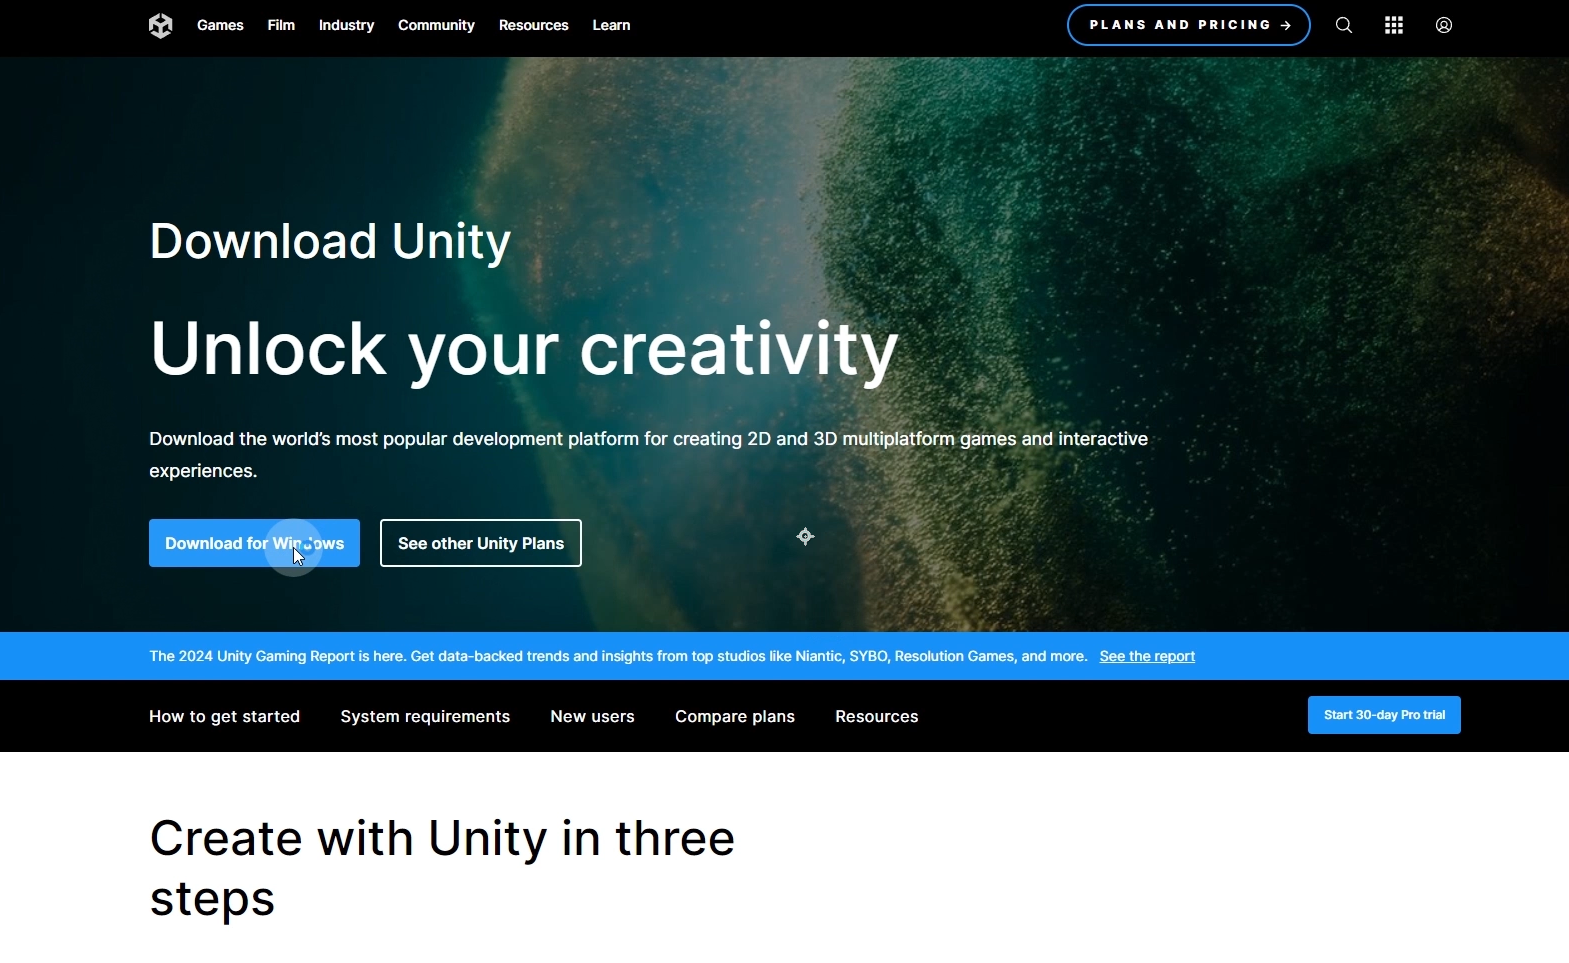 Games Film Industry Community Resources Learn PLANS AND PRICING →
Download Unity
Unlock your creativity
Download the world's most popular development platform for creating 2D and 3D multiplatform games and interactive
experiences.
Download for Windows See other Unity Plans
The 2024 Unity Gaming Report is here. Get data-backed trends and insights from top studios like Niantic, SYBO, Resolution Games, and more. See the report
How to get started System requirements New users Compare plans Resources Start 30-day Pro trial
Create with Unity in three
steps